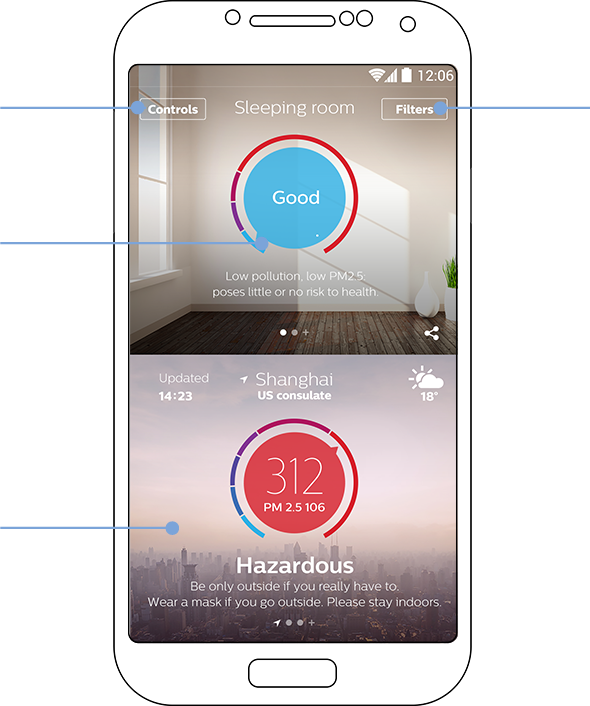 12:06
Controls
Sleeping room
Filters
Good
Low pollution, low PM2.5:
poses little or no risk to health.
Updated
14:23
Shanghai
US consulate
18°
312
PM 2.5 106
Hazardous
Be only outside if you really have to.
Wear a mask if you go outside. Please stay indoors.